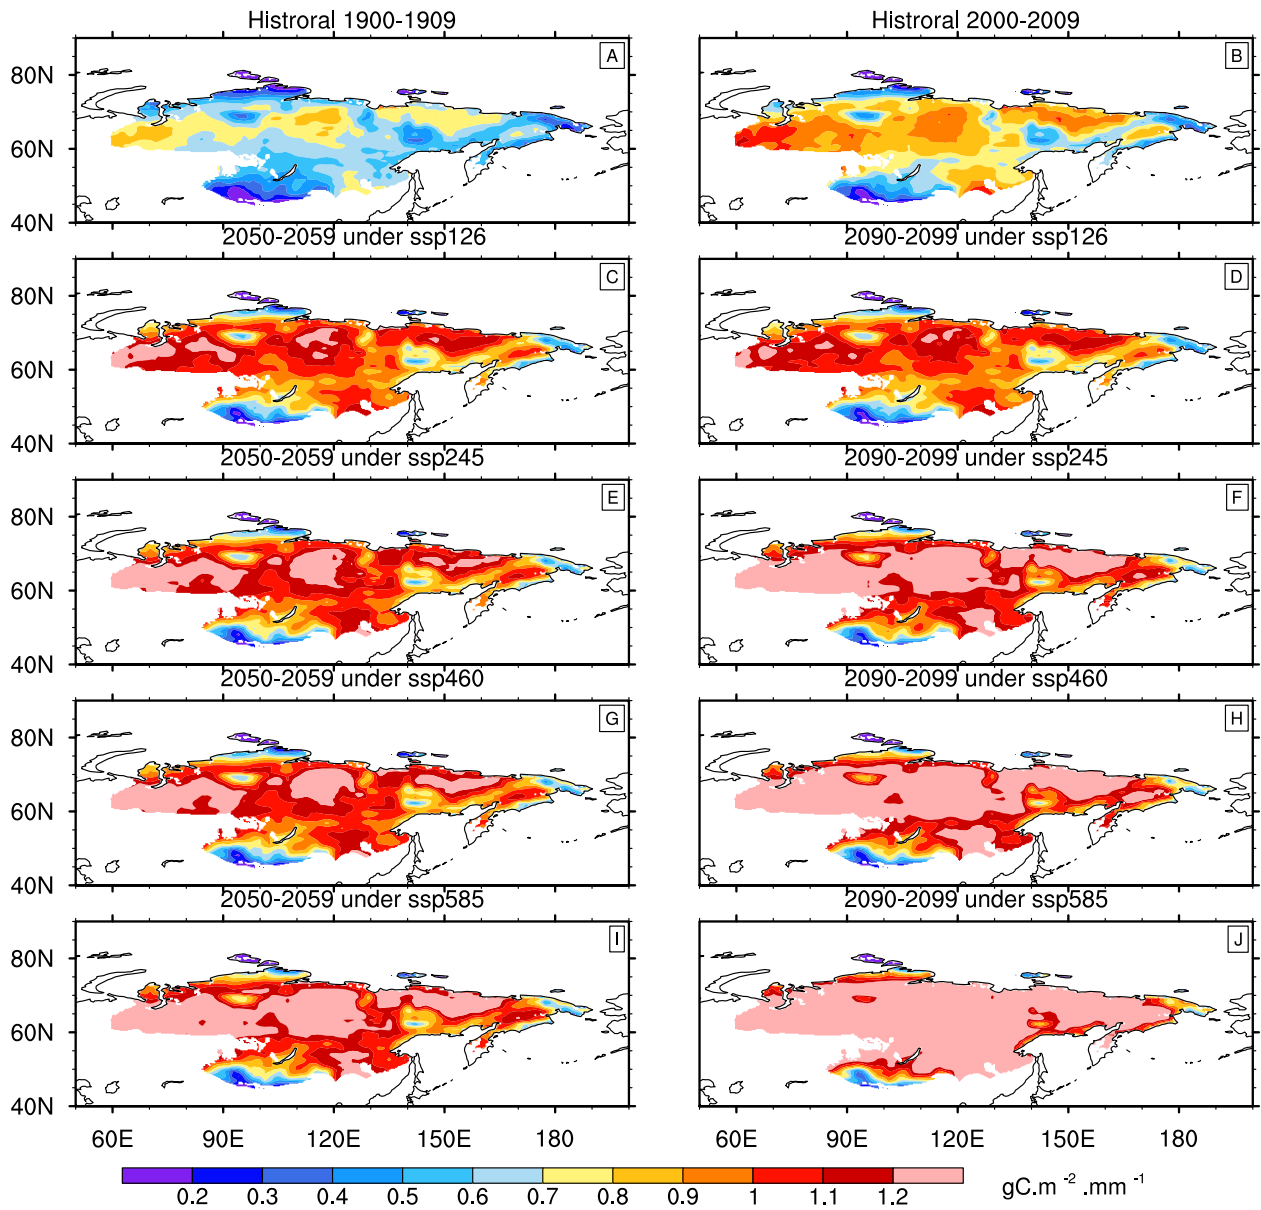 Histroral 1900-1909 Histroral 2000-2009
80N A B
60N
40N
2050-2059 under ssp126 2090-2099 under ssp126
80N C D
60N
40N
2050-2059 under ssp245 2090-2099 under ssp245
80N E F
60N
40N
2050-2059 under ssp460 2090-2099 under ssp460
80N G H
60N
40N
2050-2059 under ssp585 2090-2099 under ssp585
80N I J
60N
40N
60E 90E 120E 150E 180 60E 90E 120E 150E 180
0.2 0.3 0.4 0.5 0.6 0.7 0.8 0.9 1 1.1 1.2 gC.m⁻² .mm⁻¹